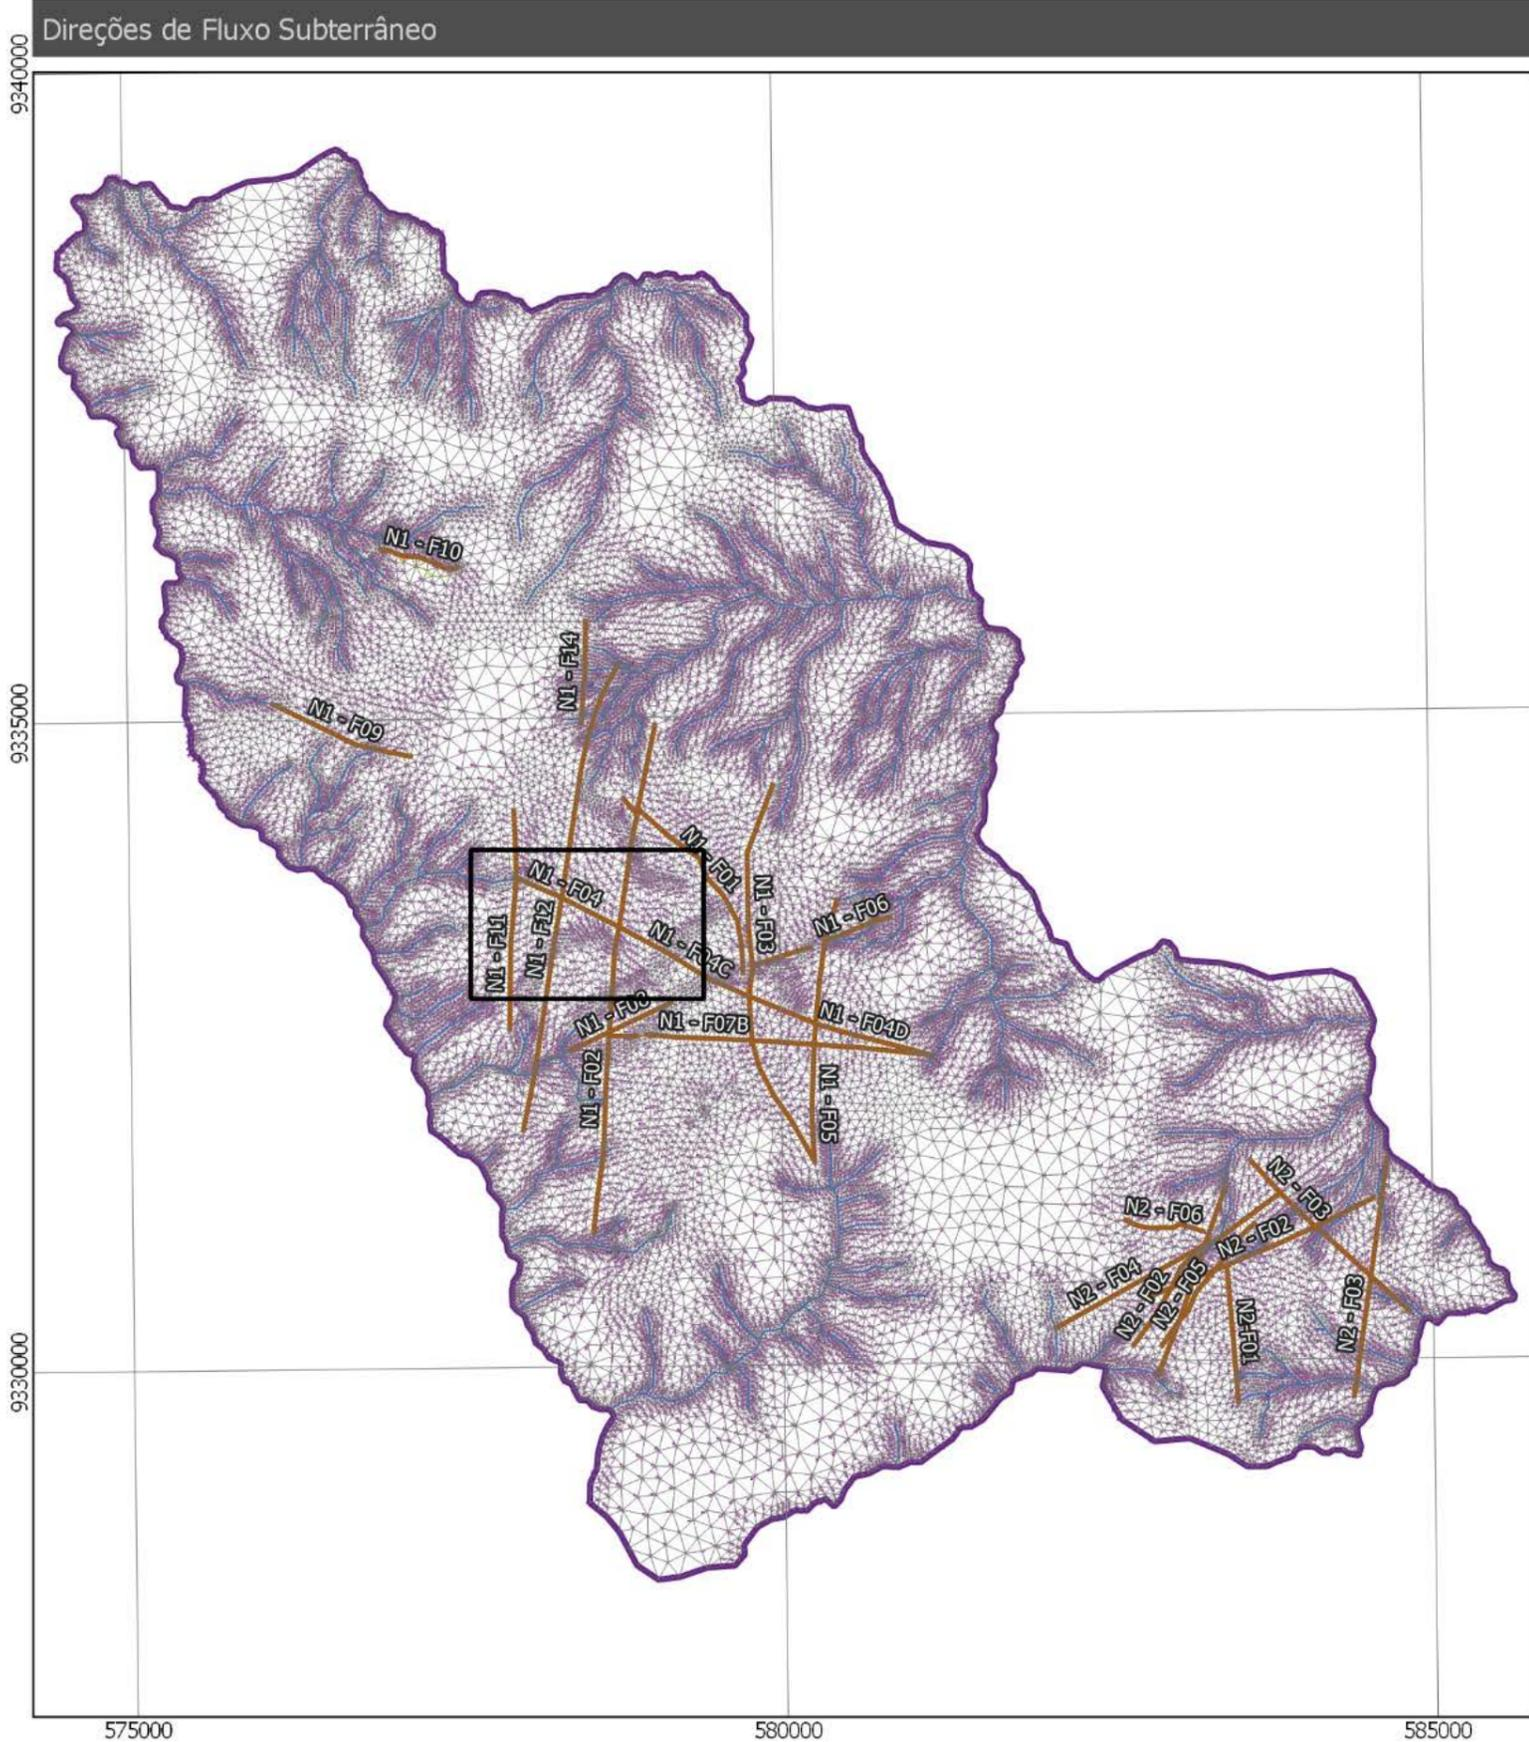 Direções de Fluxo Subterrâneo
9340000
N1 - F10
N1 - F14
N1 - F09
9335000
N1 - F01
N1 - F04
N1 - F03
N1 - F06
N1 - F11
N1 - F12
N1 - F04C
N1 - F07B
N1 - F04D
N1 - F02
N1 - F05
N2 - F03
N2 - F06
N2 - F02
N2 - F04
N2 - F02
N2 - F05
N2-F01
N2 - F03
9330000
575000
580000
585000